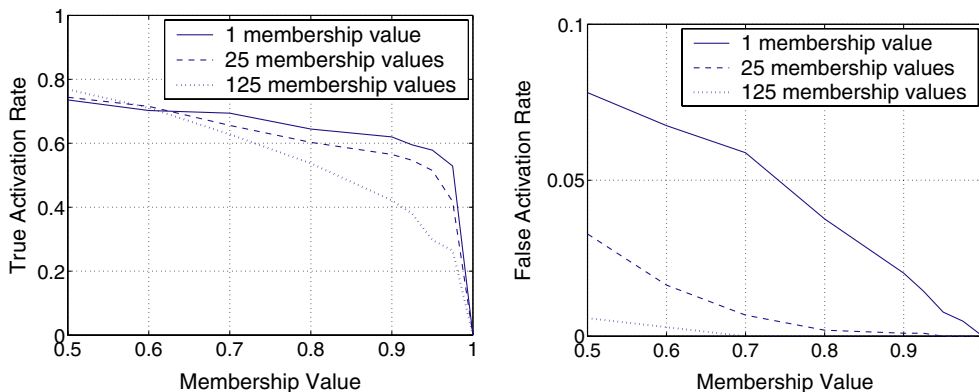 1
0.8
0.6
0.4
0.2
0
0.5
0.6
0.7
0.8
0.9
1
True Activation Rate
Membership Value
1 membership value
25 membership values
125 membership values
0.1
0.05
0
0.5
0.6
0.7
0.8
0.9
False Activation Rate
Membership Value
1 membership value
25 membership values
125 membership values